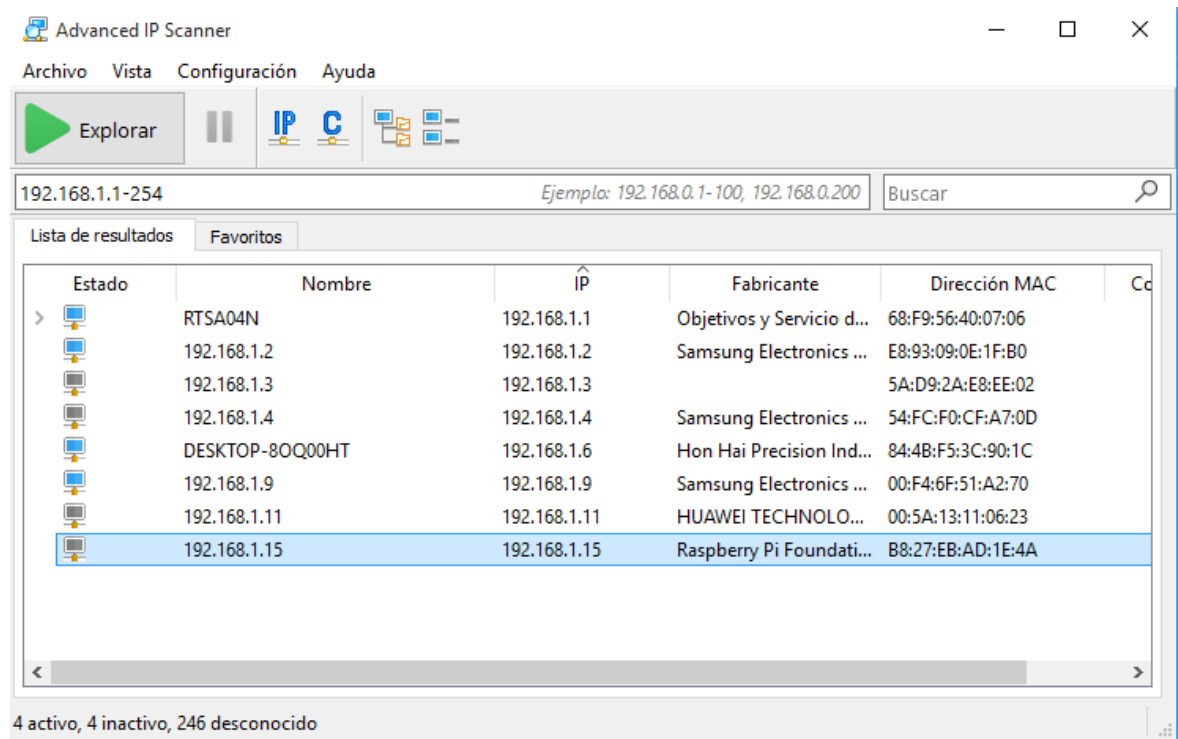 Advanced IP Scanner
Archivo Vista Configuración Ayuda
Explorar IP C
192.168.1.1-254 Ejemplo: 192.168.0.1-100, 192.168.0.200 Buscar
Lista de resultados Favoritos
Estado Nombre IP Fabricante Dirección MAC Co
RTSA04N 192.168.1.1 Objetivos y Servicio d... 68:F9:56:40:07:06
192.168.1.2 192.168.1.2 Samsung Electronics ... E8:93:09:0E:1F:B0
192.168.1.3 192.168.1.3 5A:D9:2A:E8:EE:02
192.168.1.4 192.168.1.4 Samsung Electronics ... 54:FC:F0:CF:A7:0D
DESKTOP-8OQ00HT 192.168.1.6 Hon Hai Precision Ind... 84:4B:F5:3C:90:1C
192.168.1.9 192.168.1.9 Samsung Electronics ... 00:F4:6F:51:A2:70
192.168.1.11 192.168.1.11 HUAWEI TECHNOLO... 00:5A:13:11:06:23
192.168.1.15 192.168.1.15 Raspberry Pi Foundati... B8:27:EB:AD:1E:4A
4 activo, 4 inactivo, 246 desconocido